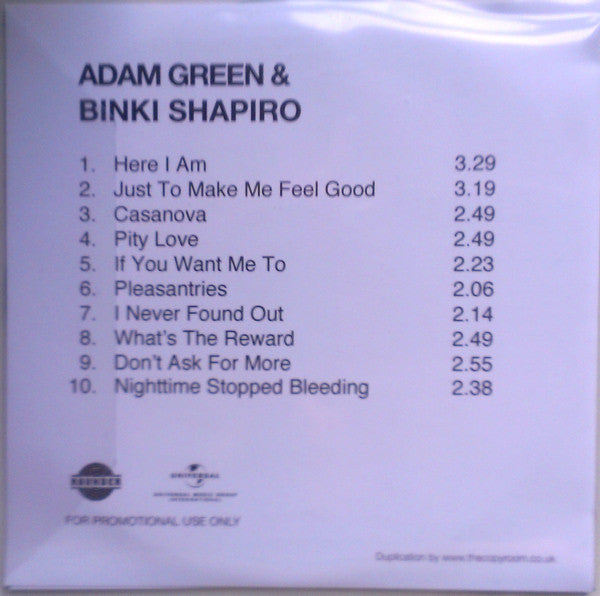 ADAM GREEN &
BINKI SHAPIRO
1. Here I Am 3.29
2. Just To Make Me Feel Good 3.19
3. Casanova 2.49
4. Pity Love 2.49
5. If You Want Me To 2.23
6. Pleasantries 2.06
7. I Never Found Out 2.14
8. What's The Reward 2.49
9. Don't Ask For More 2.55
10. Nighttime Stopped Bleeding 2.38
ROUNDER
UNIVERSAL
UNIVERSAL MUSIC GROUP
INTERNATIONAL
FOR PROMOTIONAL USE ONLY
Duplication by www.thecopyroom.co.uk